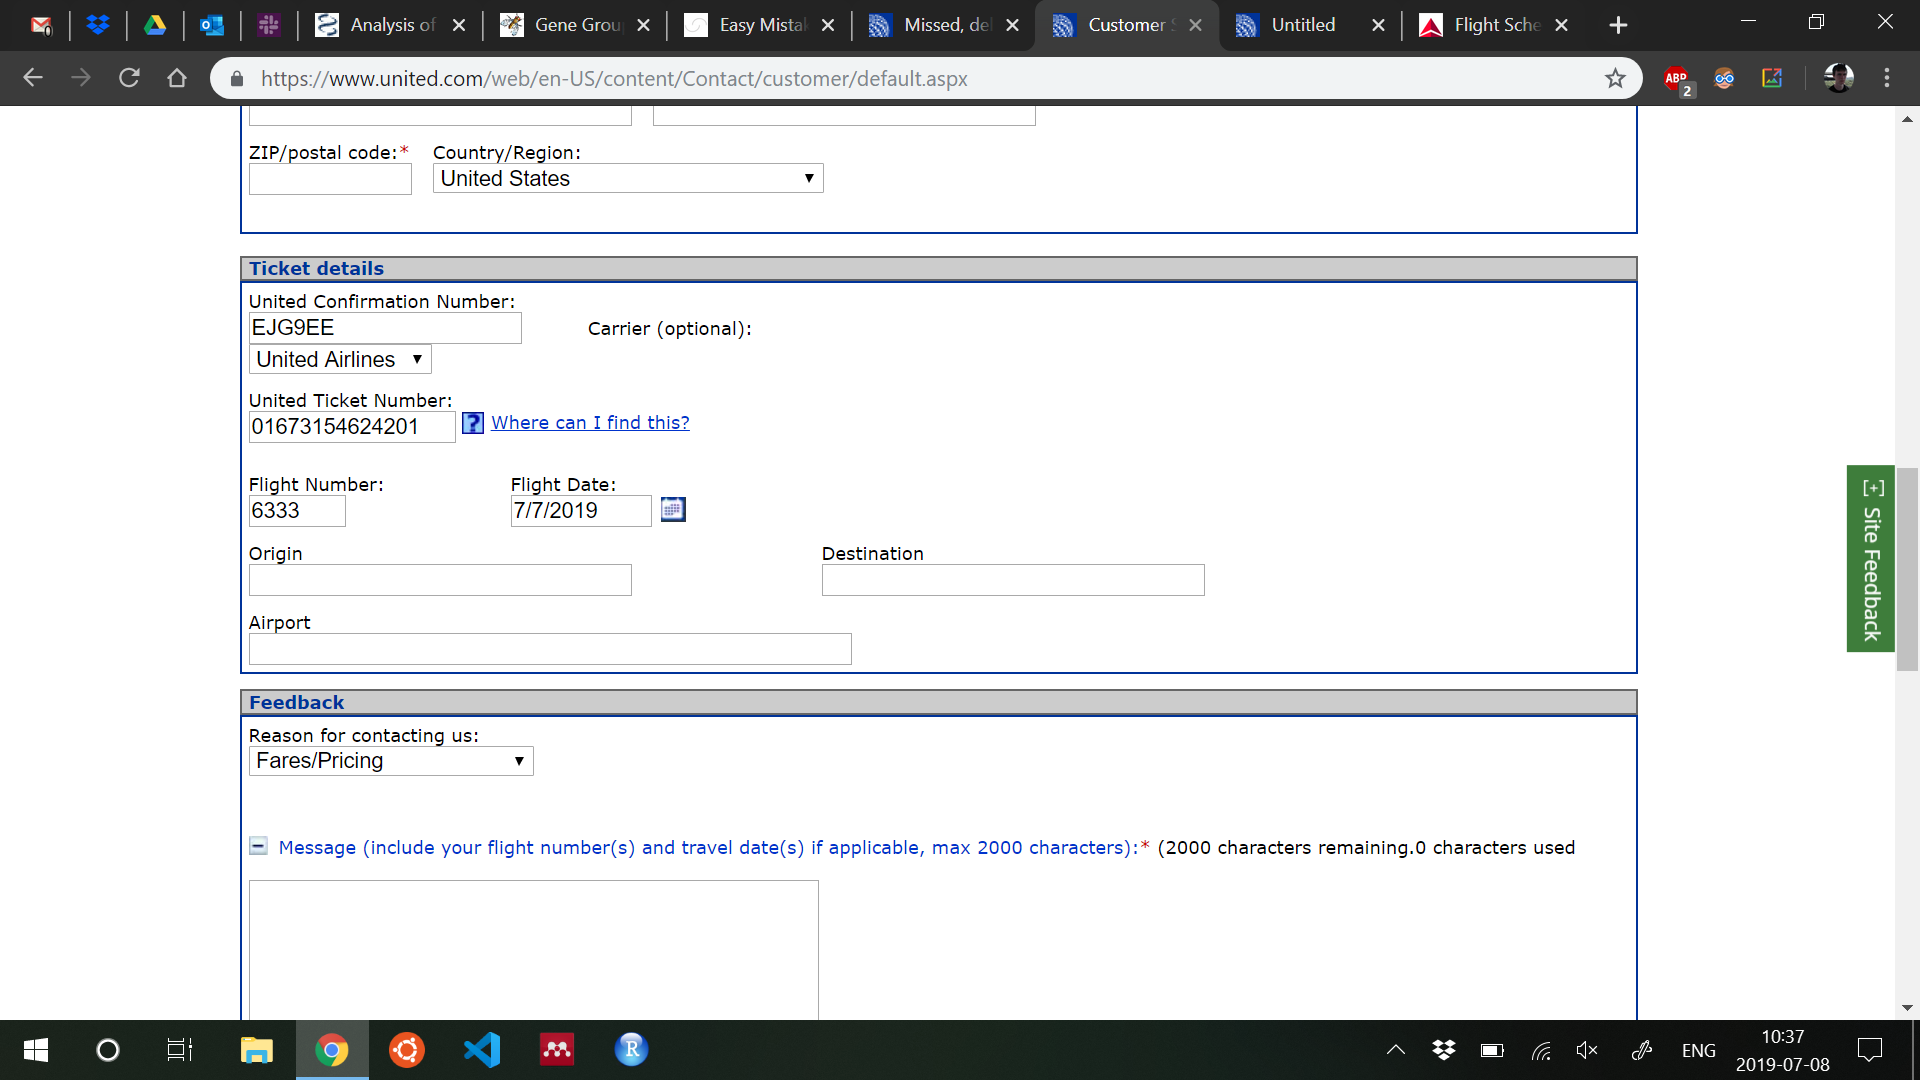 Analysis of
Gene Grou
Easy Mistak
Missed, del
Customer S
Untitled
Flight Sche
https://www.united.com/web/en-US/content/Contact/customer/default.aspx
ABP
2
ZIP/postal code:* Country/Region:
United States
Ticket details
United Confirmation Number:
EJG9EE Carrier (optional):
United Airlines
United Ticket Number:
01673154624201 ? Where can I find this?
Flight Number: Flight Date:
6333 7/7/2019
Origin Destination
Airport
[+] Site Feedback
Feedback
Reason for contacting us:
Fares/Pricing
Message (include your flight number(s) and travel date(s) if applicable, max 2000 characters):* (2000 characters remaining.0 characters used
R
ENG
10:37
2019-07-08